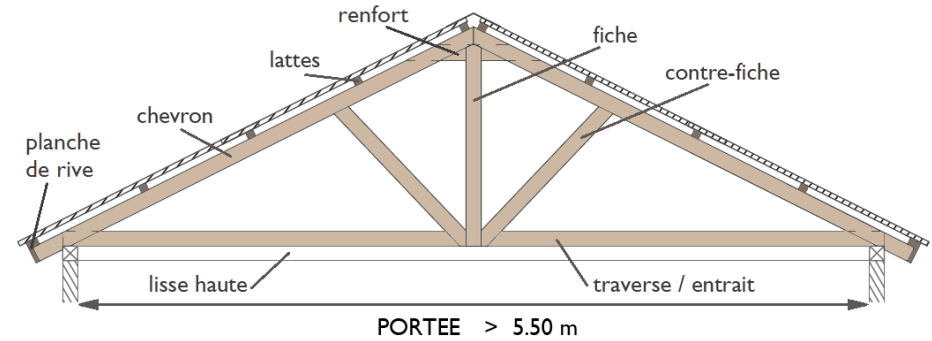 renfort
fiche
lattes
contre-fiche
chevron
planche
de rive
lisse haute
traverse / entrait
PORTEE > 5.50 m